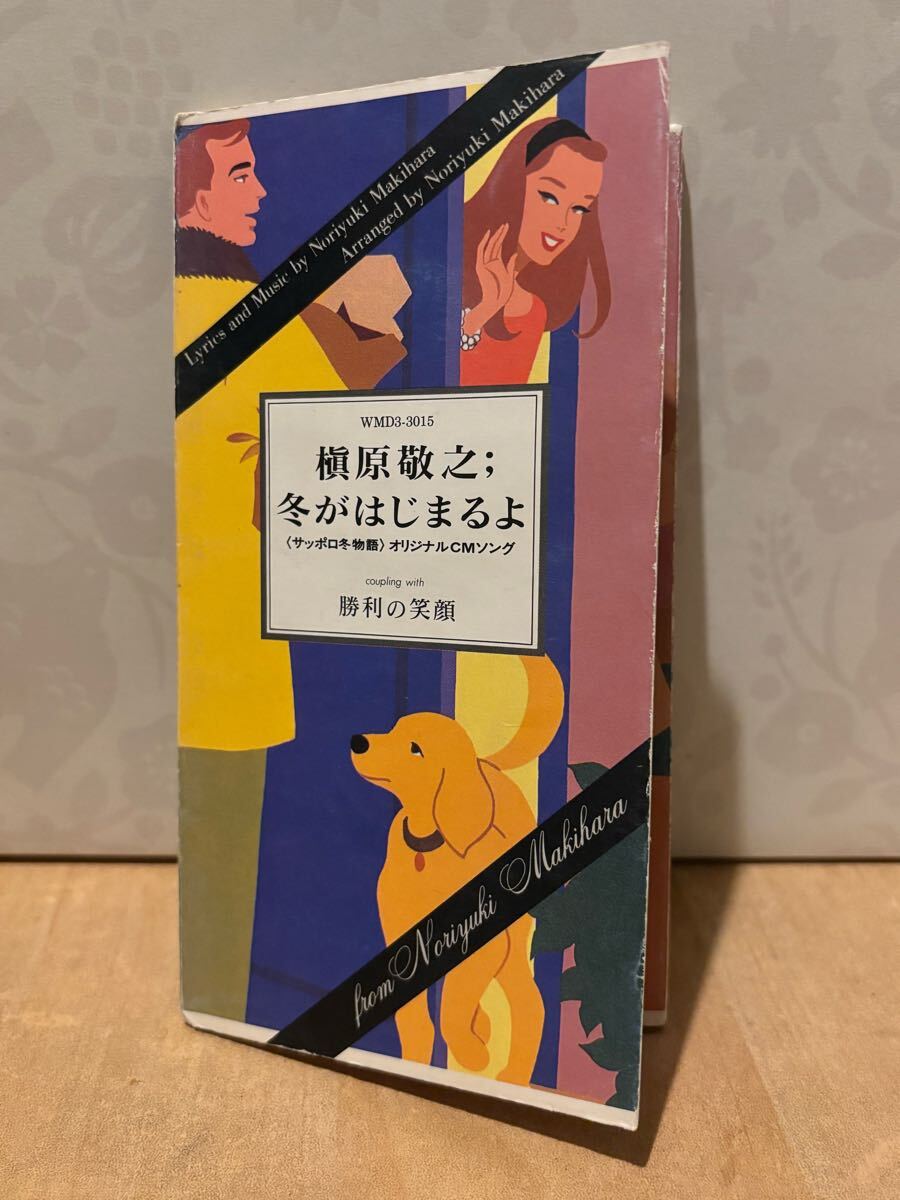 Lyrics and Music by Noriyuki Makihara
Arranged by Noriyuki Makihara
WMD3-3015
槇原敬之;
冬がはじまるよ
〈サッポロ冬物語〉オリジナルCMソング
coupling with
勝利の笑顔
from Noriyuki Makihara